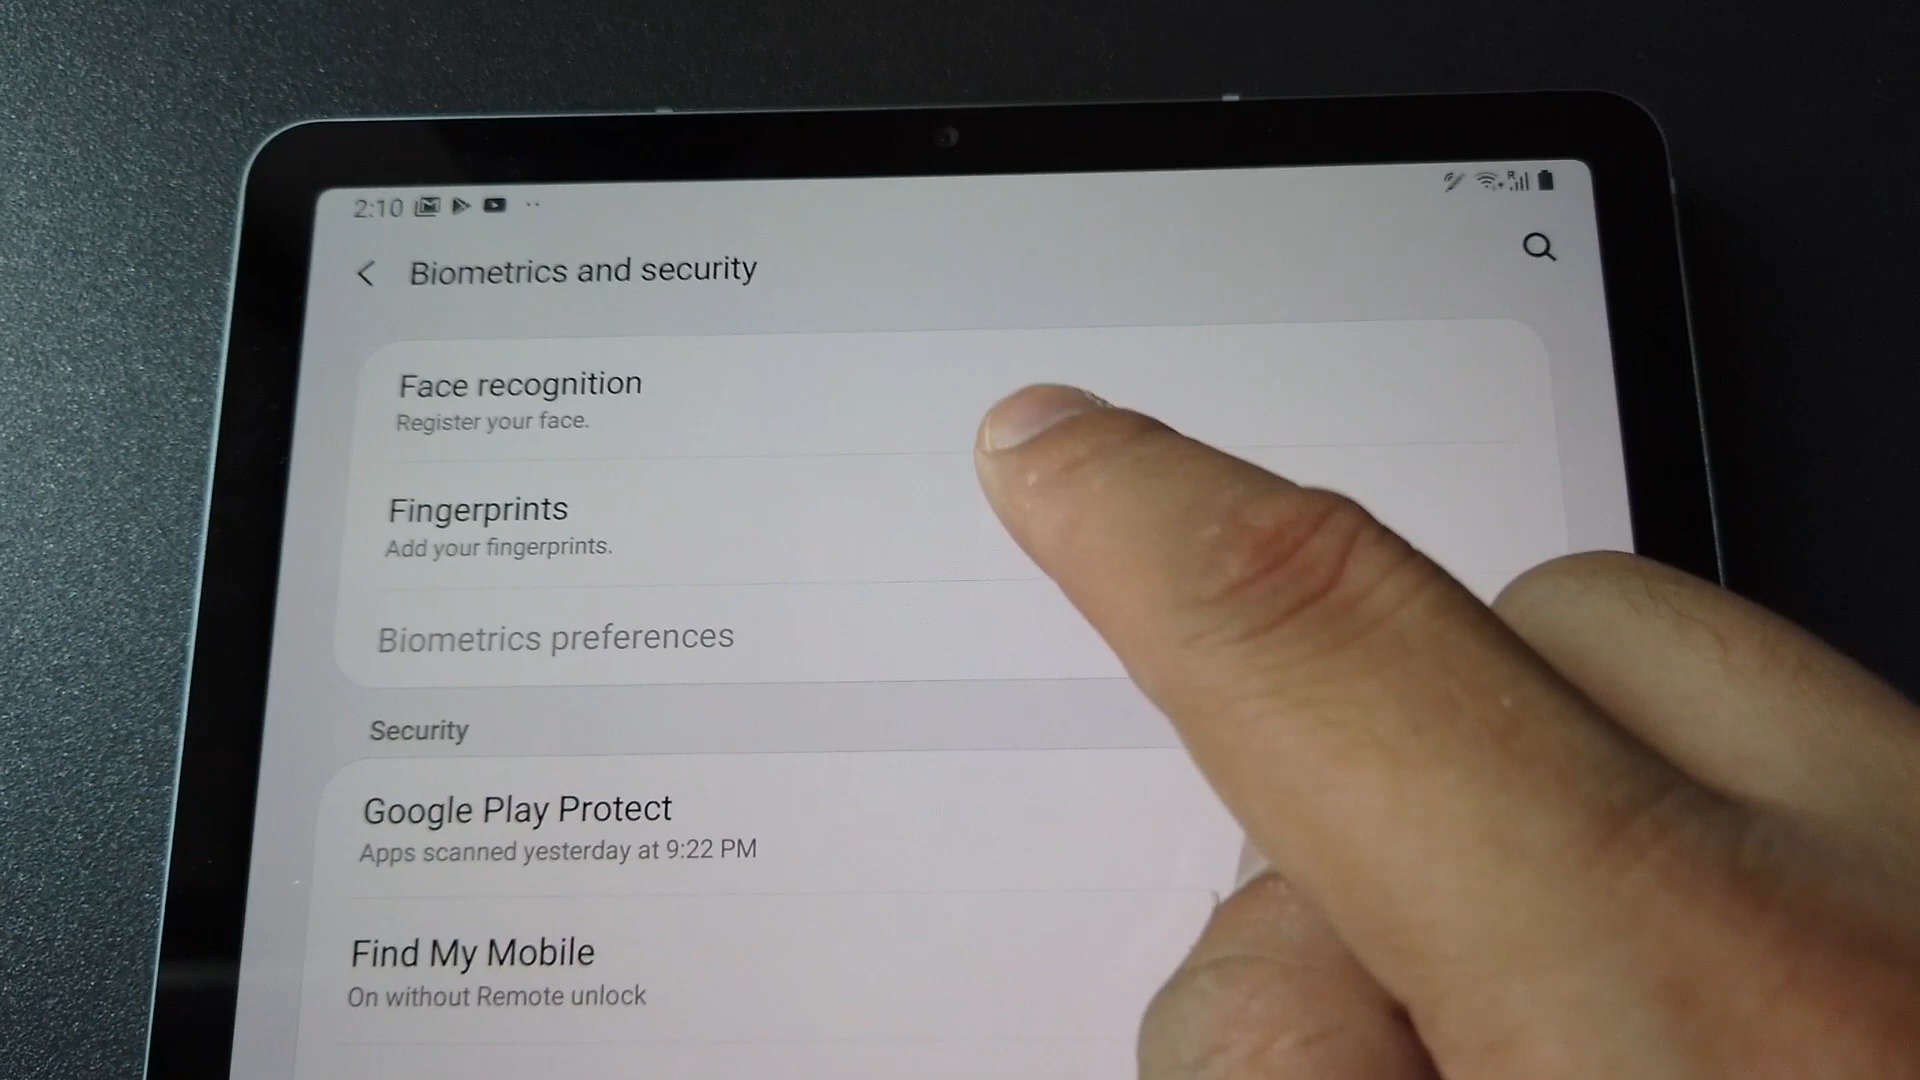 2:10
R
Biometrics and security
Face recognition
Register your face.
Fingerprints
Add your fingerprints.
Biometrics preferences
Security
Google Play Protect
Apps scanned yesterday at 9:22 PM
Find My Mobile
On without Remote unlock